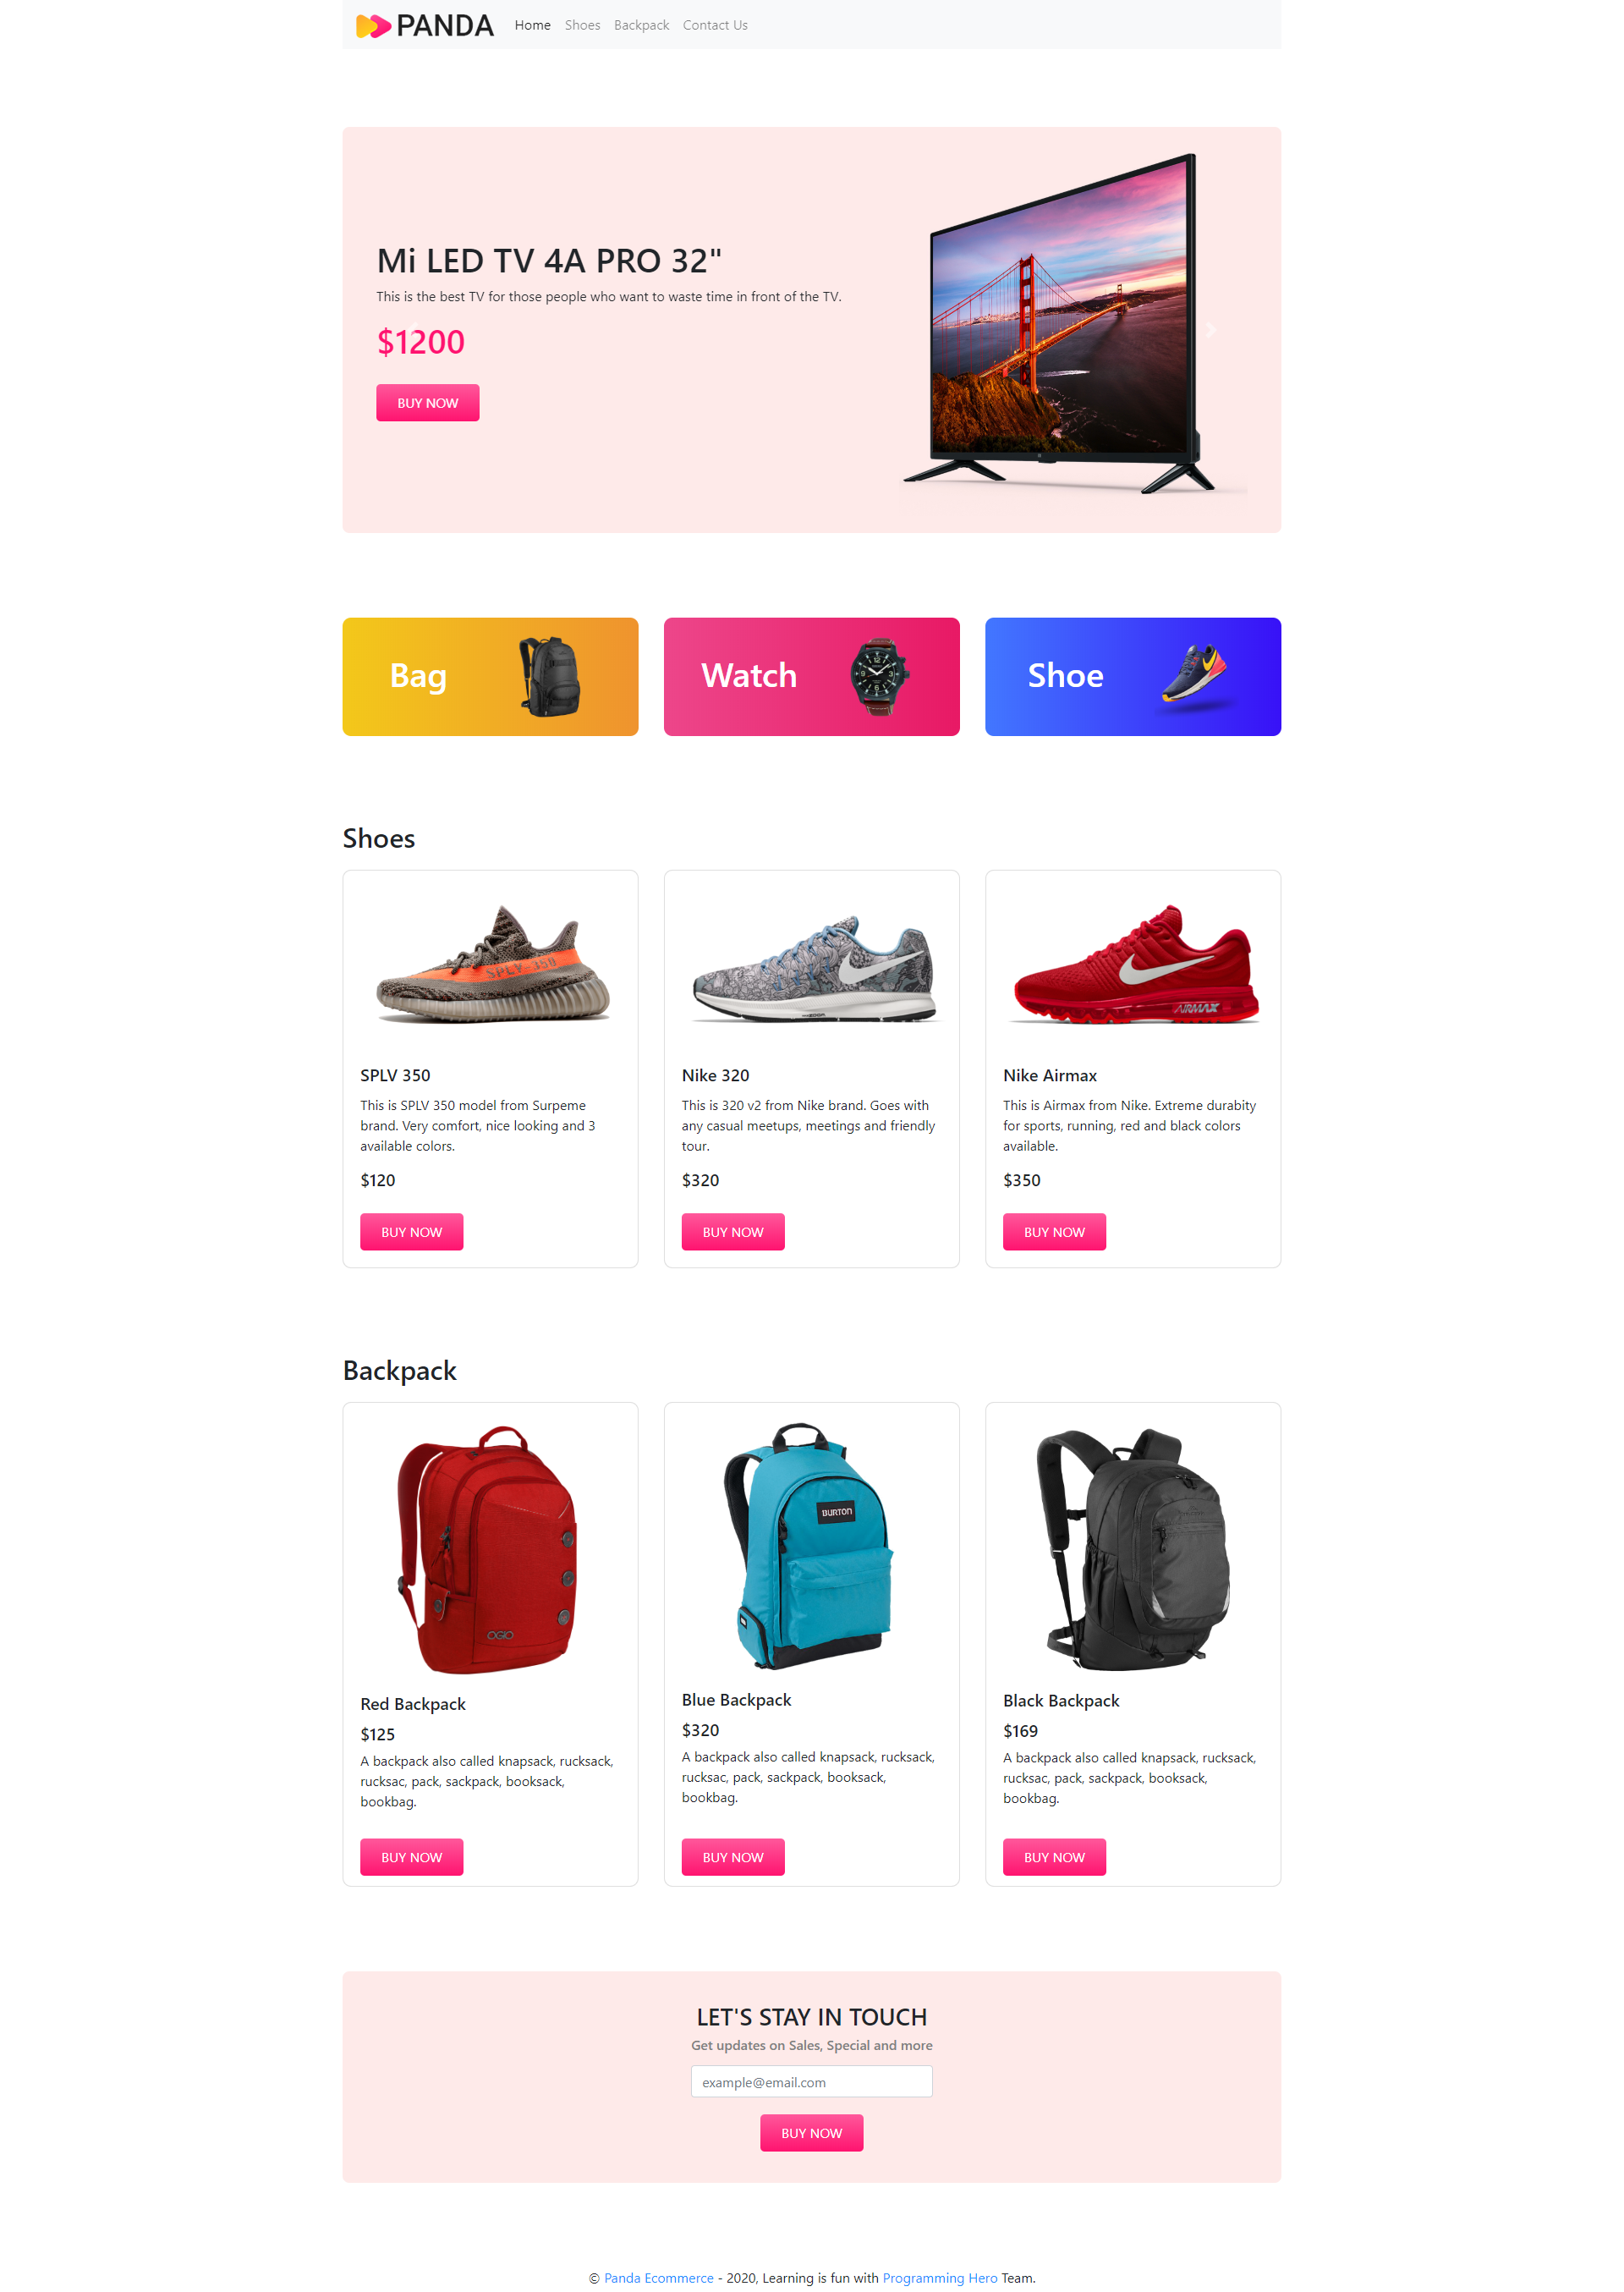 PANDA
Home Shoes Backpack Contact Us
Mi LED TV 4A PRO 32"
This is the best TV for those people who want to waste time in front of the TV.
$1200
BUY NOW
Bag
Watch
Shoe
Shoes
SPLV-350
SPLV 350
This is SPLV 350 model from Surpeme
brand. Very comfort, nice looking and 3
available colors.
$120
BUY NOW
Nike 320
This is 320 v2 from Nike brand. Goes with
any casual meetups, meetings and friendly
tour.
$320
BUY NOW
AIRMAX
Nike Airmax
This is Airmax from Nike. Extreme durabity
for sports, running, red and black colors
available.
$350
BUY NOW
Backpack
OGIO
Red Backpack
$125
A backpack also called knapsack, rucksack,
rucksac, pack, sackpack, booksack,
bookbag.
BUY NOW
BURTON
Blue Backpack
$320
A backpack also called knapsack, rucksack,
rucksac, pack, sackpack, booksack,
bookbag.
BUY NOW
Black Backpack
$169
A backpack also called knapsack, rucksack,
rucksac, pack, sackpack, booksack,
bookbag.
BUY NOW
LET'S STAY IN TOUCH
Get updates on Sales, Special and more
example@email.com
BUY NOW
© Panda Ecommerce - 2020, Learning is fun with Programming Hero Team.